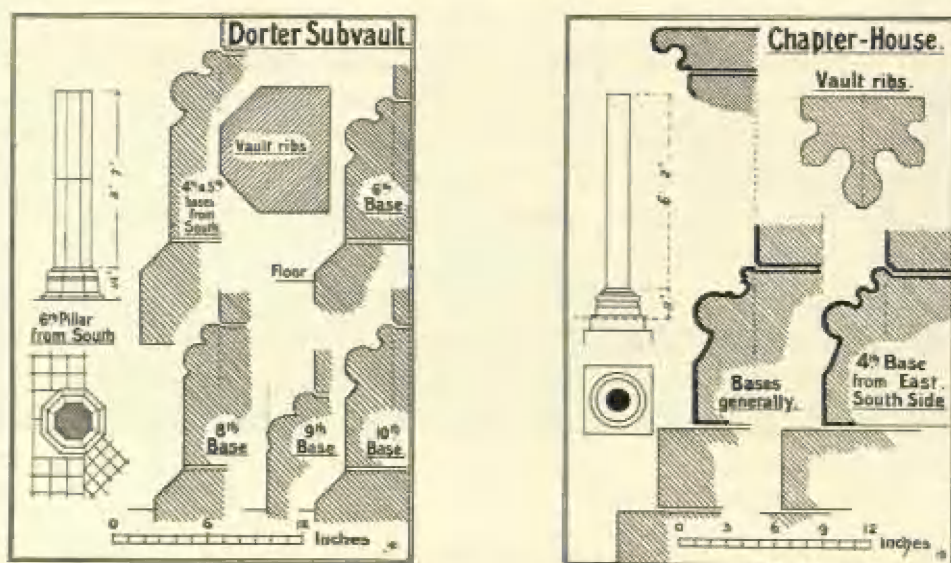 Dorter Subvault.
Vault ribs
4th & 5th
bases
from
South
6th
Base
Floor
6th Pillar
from South
8th
Base
9th
Base
10th
Base
0 6 12
Inches
Chapter-House.
Vault ribs.
Bases
generally.
4th Base
from East.
South Side
0 3 6 9 12
Inches